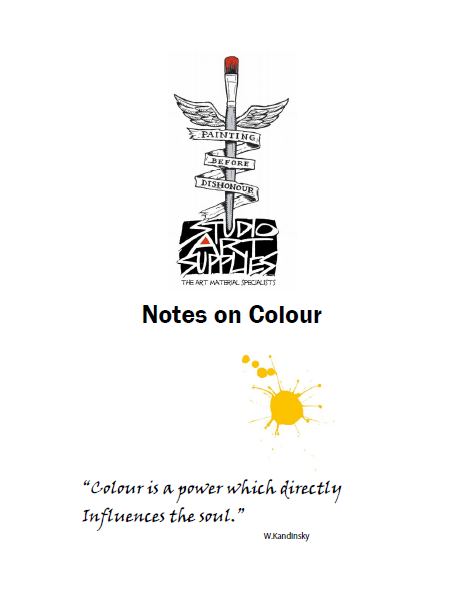 PAINTING
BEFORE
DISHONOUR
STUDIO
ART
SUPPLIES
THE ART MATERIAL SPECIALISTS
Notes on Colour
“Colour is a power which directly
Influences the soul.”
W.Kandinsky